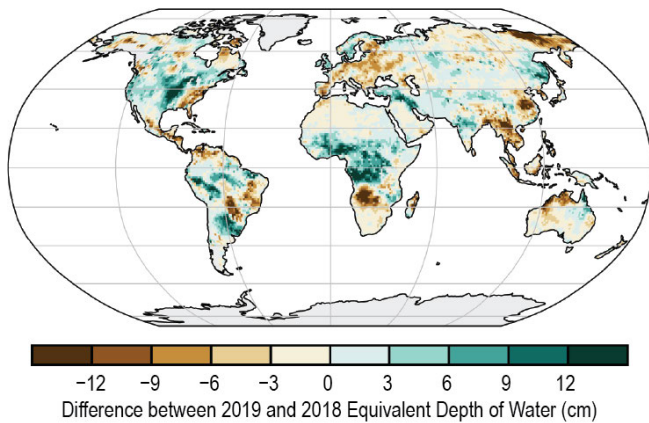 −12 −9 −6 −3 0 3 6 9 12
Difference between 2019 and 2018 Equivalent Depth of Water (cm)